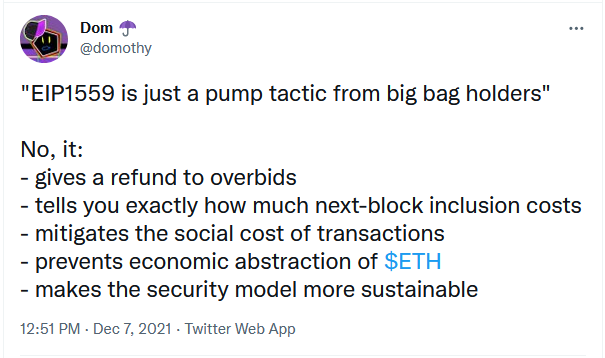 Dom ☂
@domothy
"EIP1559 is just a pump tactic from big bag holders"
No, it:
- gives a refund to overbids
- tells you exactly how much next-block inclusion costs
- mitigates the social cost of transactions
- prevents economic abstraction of $ETH
- makes the security model more sustainable
12:51 PM · Dec 7, 2021 · Twitter Web App